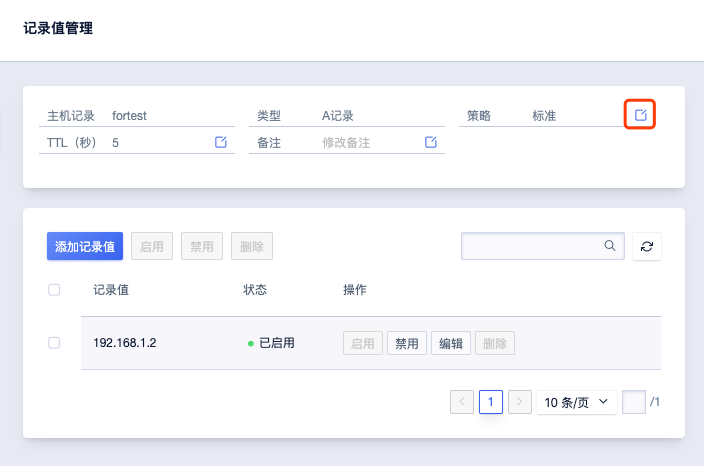 记录值管理
主机记录 fortest 类型 A记录 策略 标准
TTL（秒） 5 备注 修改备注
添加记录值 启用 禁用 删除
记录值 状态 操作
192.168.1.2 已启用 启用 禁用 编辑 删除
1 10 条/页 /1